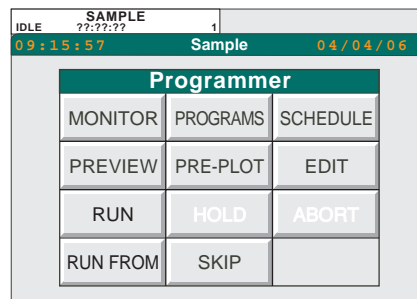 SAMPLE
IDLE ??:??:?? 1
09:15:57 Sample 04/04/06
Programmer
MONITOR PROGRAMS SCHEDULE
PREVIEW PRE-PLOT EDIT
RUN HOLD ABORT
RUN FROM SKIP